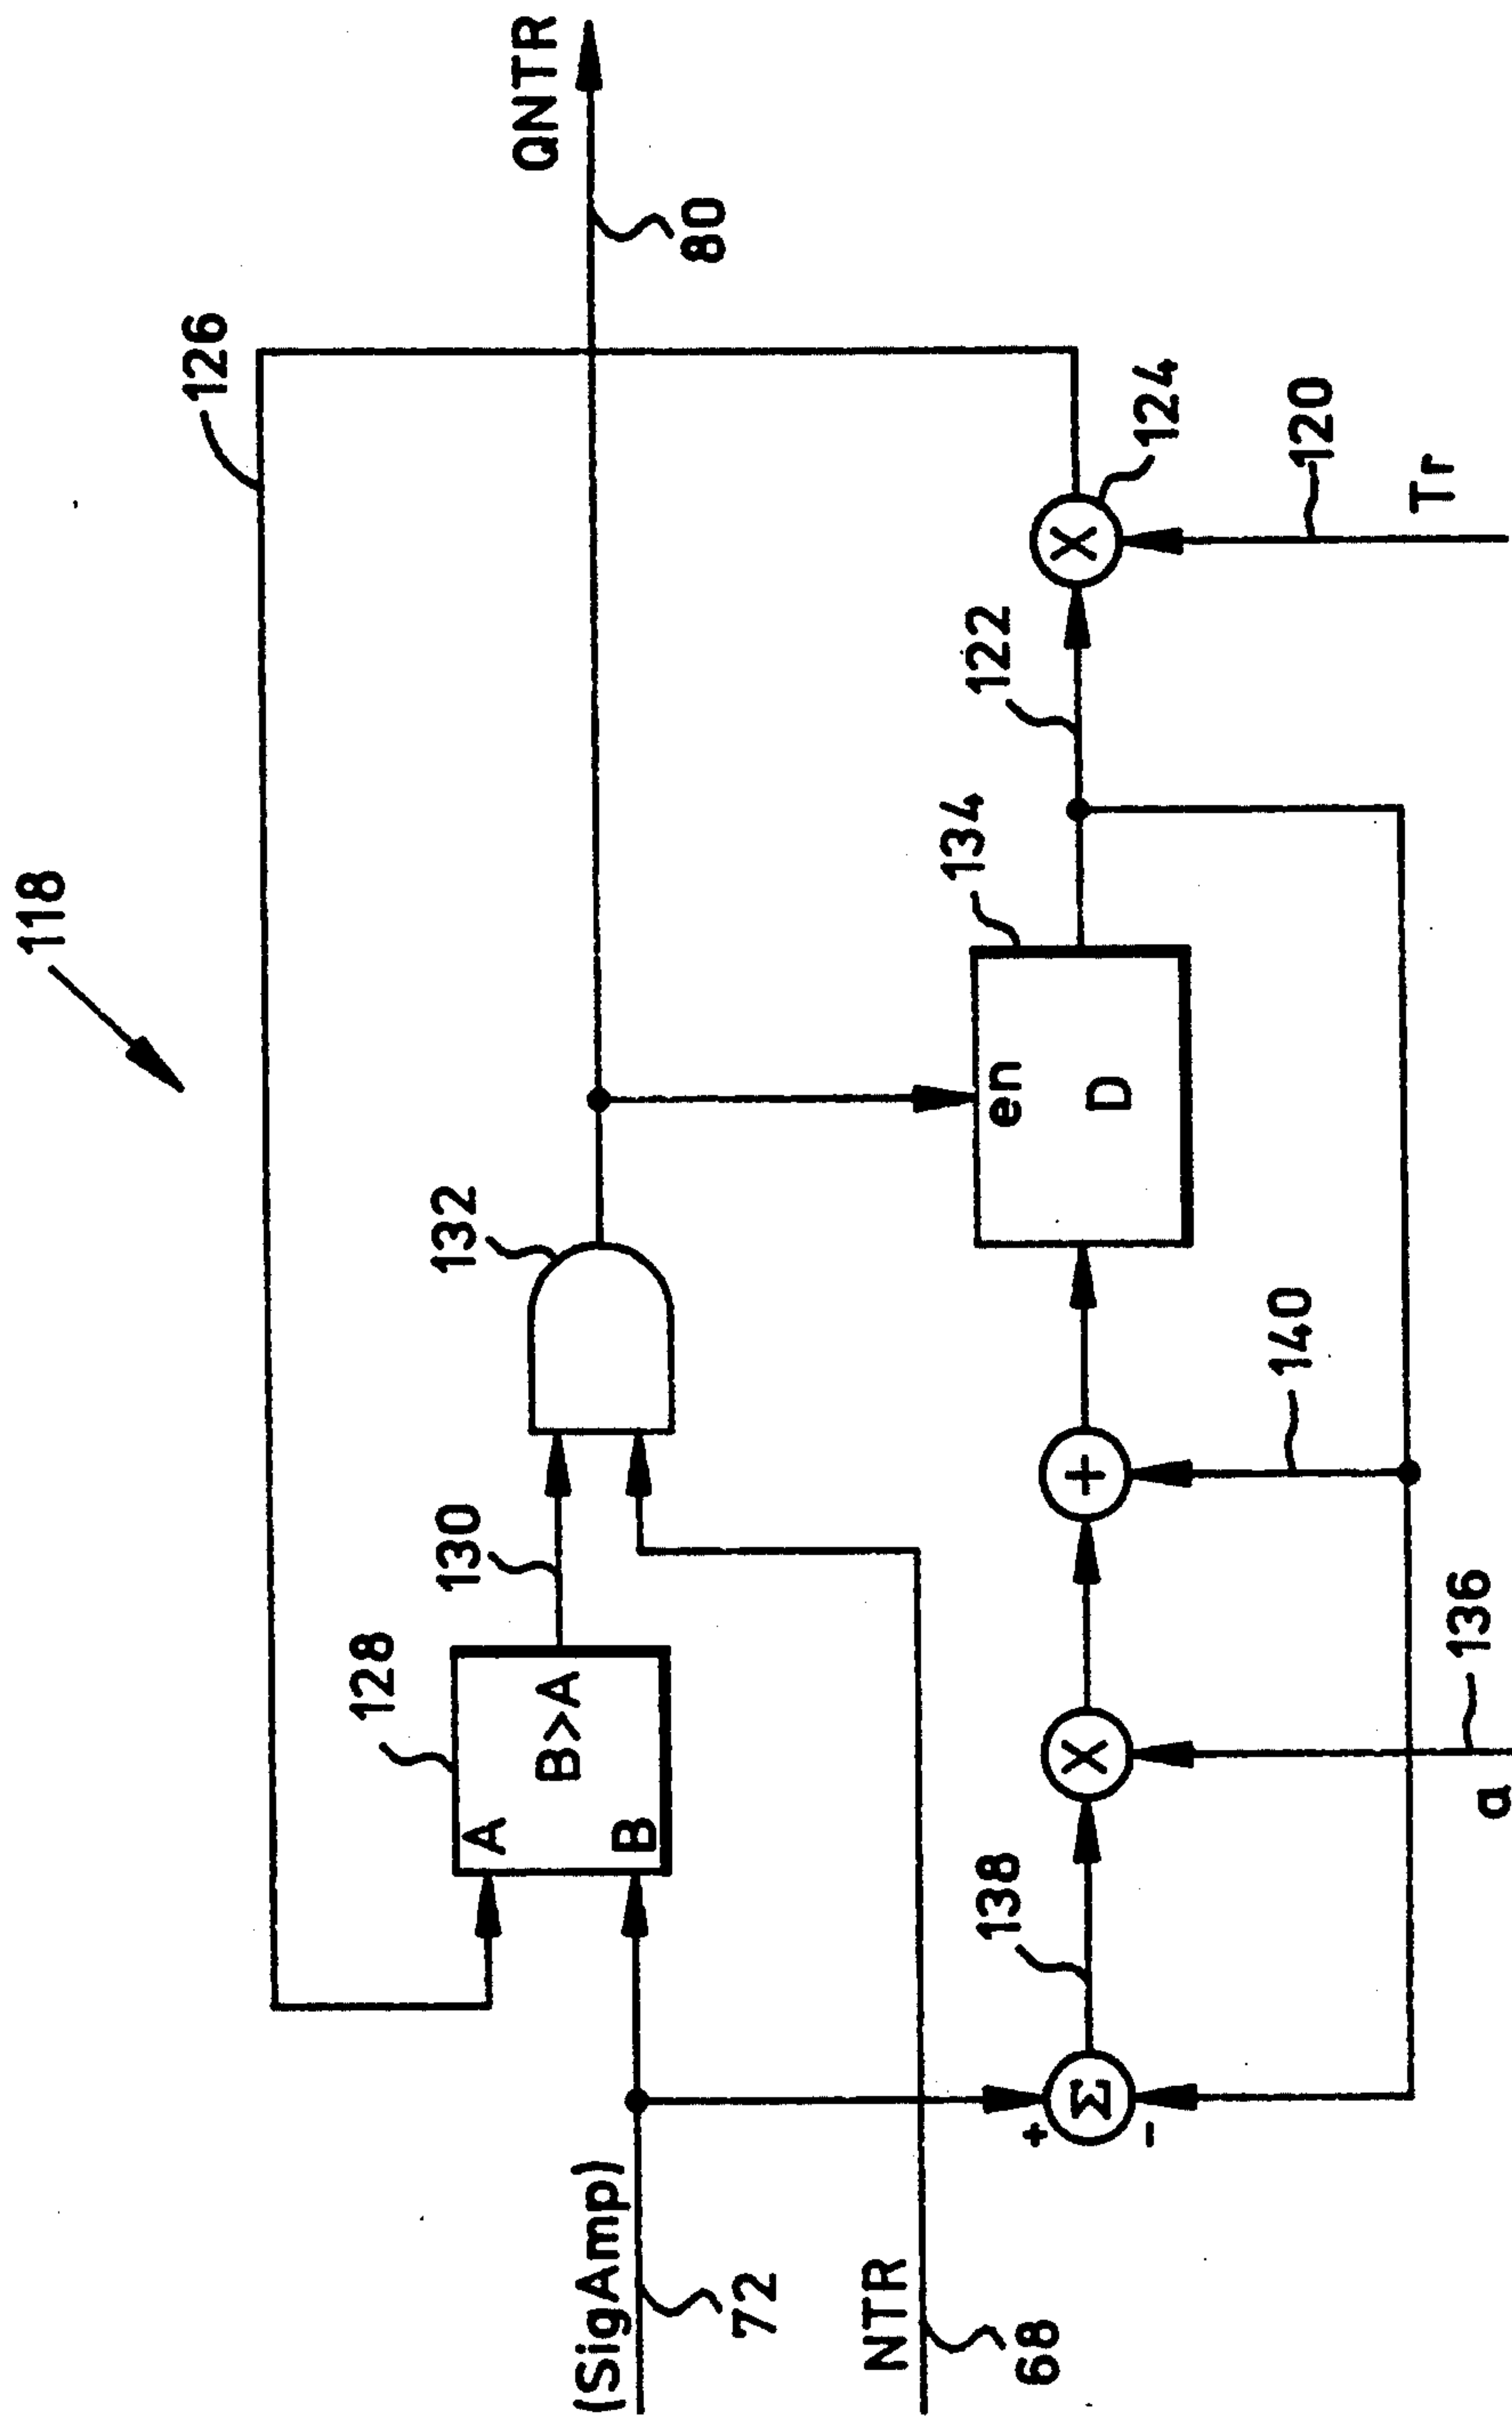 118
126
QNTR
80
132
130
128
A
B>A
B
(SigAmp)
72
NTR
68
en
D
134
122
X
124
120
Tr
+
140
X
138
136
a
Σ
+
-